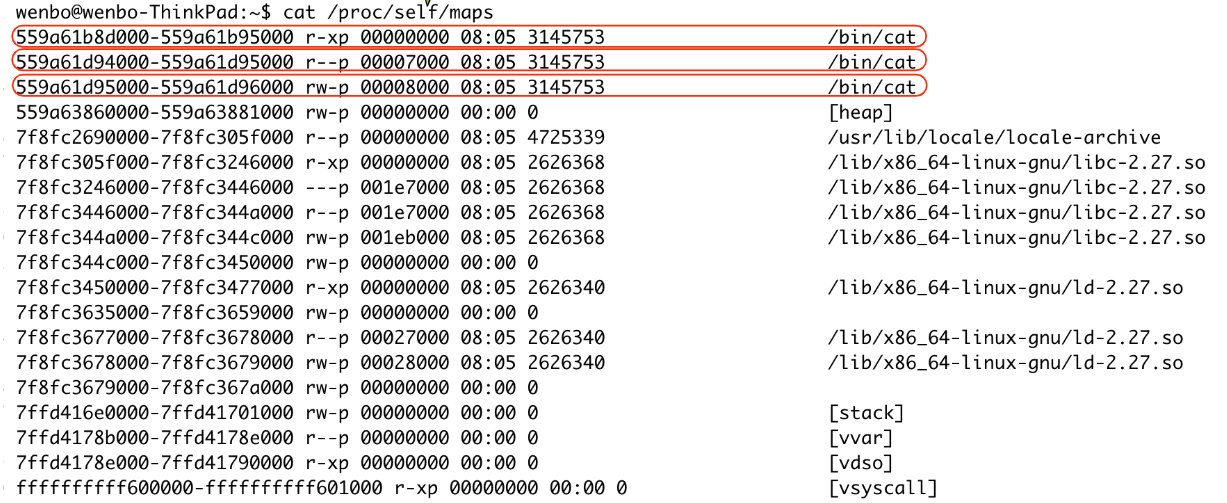 wenbo@wenbo-ThinkPad:~$ cat /proc/self/maps
559a61b8d000-559a61b95000 r-xp 00000000 08:05 3145753 /bin/cat
559a61d94000-559a61d95000 r--p 00007000 08:05 3145753 /bin/cat
559a61d95000-559a61d96000 rw-p 00008000 08:05 3145753 /bin/cat
559a63860000-559a63881000 rw-p 00000000 00:00 0 [heap]
7f8fc2690000-7f8fc305f000 r--p 00000000 08:05 4725339 /usr/lib/locale/locale-archive
7f8fc305f000-7f8fc3246000 r-xp 00000000 08:05 2626368 /lib/x86_64-linux-gnu/libc-2.27.so
7f8fc3246000-7f8fc3446000 ---p 001e7000 08:05 2626368 /lib/x86_64-linux-gnu/libc-2.27.so
7f8fc3446000-7f8fc344a000 r--p 001e7000 08:05 2626368 /lib/x86_64-linux-gnu/libc-2.27.so
7f8fc344a000-7f8fc344c000 rw-p 001eb000 08:05 2626368 /lib/x86_64-linux-gnu/libc-2.27.so
7f8fc344c000-7f8fc3450000 rw-p 00000000 00:00 0
7f8fc3450000-7f8fc3477000 r-xp 00000000 08:05 2626340 /lib/x86_64-linux-gnu/ld-2.27.so
7f8fc3635000-7f8fc3659000 rw-p 00000000 00:00 0
7f8fc3677000-7f8fc3678000 r--p 00027000 08:05 2626340 /lib/x86_64-linux-gnu/ld-2.27.so
7f8fc3678000-7f8fc3679000 rw-p 00028000 08:05 2626340 /lib/x86_64-linux-gnu/ld-2.27.so
7f8fc3679000-7f8fc367a000 rw-p 00000000 00:00 0
7ffd416e0000-7ffd41701000 rw-p 00000000 00:00 0 [stack]
7ffd4178b000-7ffd4178e000 r--p 00000000 00:00 0 [vvar]
7ffd4178e000-7ffd41790000 r-xp 00000000 00:00 0 [vdso]
ffffffffff600000-ffffffffff601000 r-xp 00000000 00:00 0 [vsyscall]